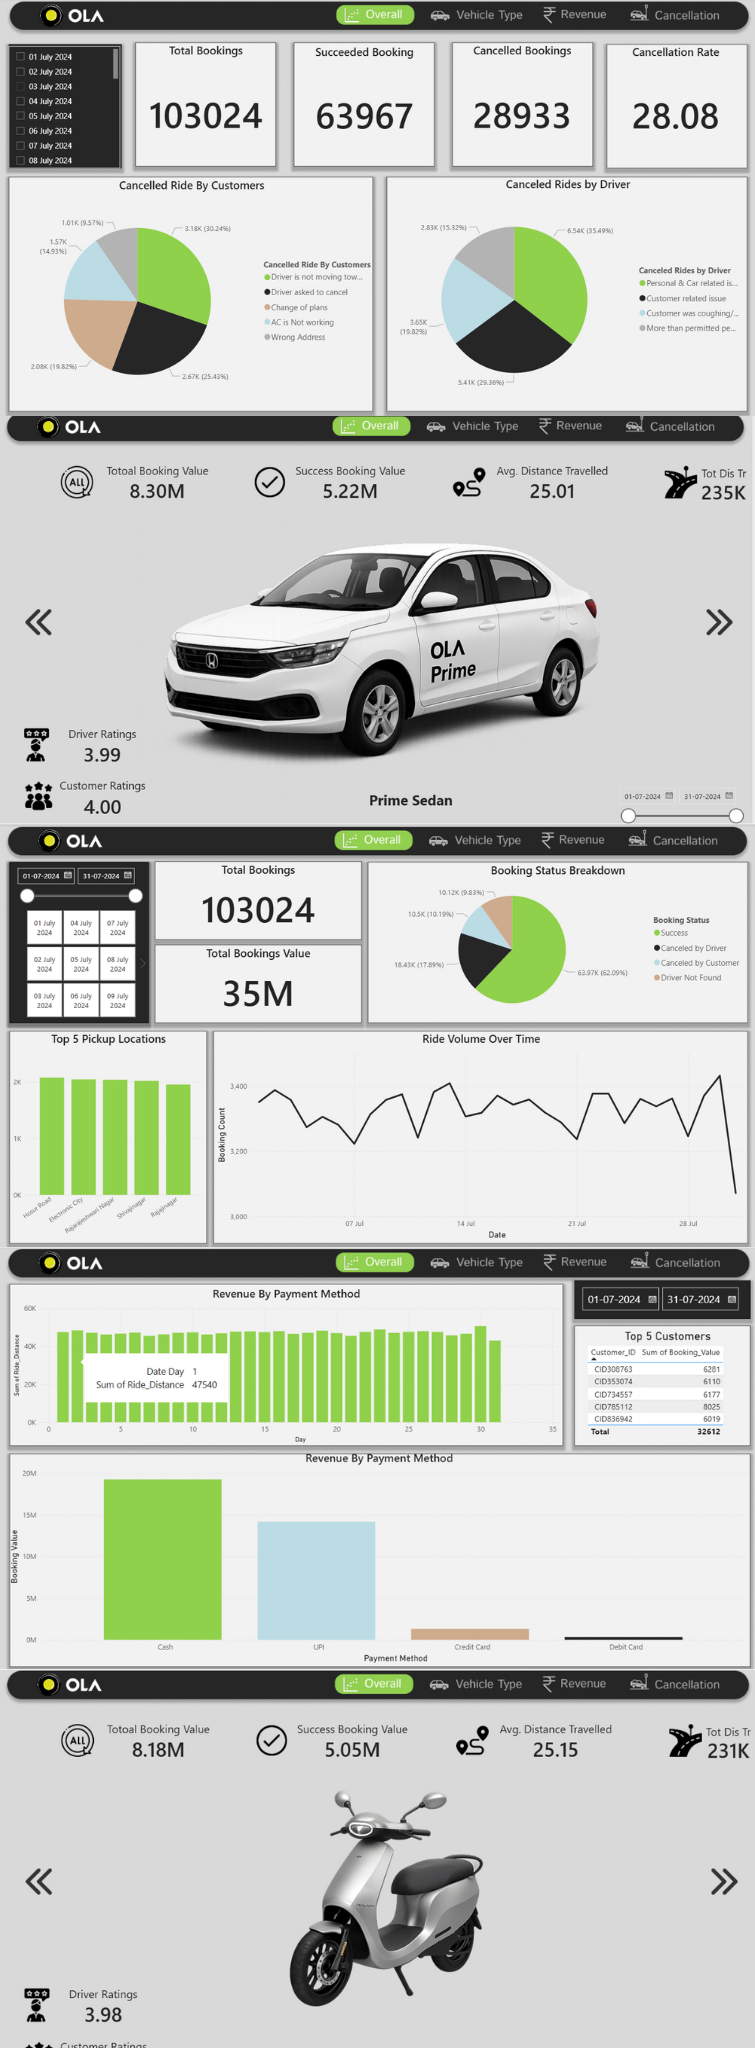 OLA
Overall
Vehicle Type
Revenue
Cancellation
01 July 2024
02 July 2024
03 July 2024
04 July 2024
05 July 2024
06 July 2024
07 July 2024
08 July 2024
Total Bookings
103024
Succeeded Booking
63967
Cancelled Bookings
28933
Cancellation Rate
28.08
Cancelled Ride By Customers
1.01K (9.57%)
3.18K (30.24%)
1.57K
(14.93%)
2.08K (19.82%)
2.67K (25.43%)
Cancelled Ride By Customers
Driver is not moving tow...
Driver asked to cancel
Change of plans
AC is Not working
Wrong Address
Canceled Rides by Driver
2.83K (15.32%)
6.54K (35.49%)
3.65K
(19.82%)
5.41K (29.36%)
Canceled Rides by Driver
Personal & Car related is...
Customer related issue
Customer was coughing/...
More than permitted pe...
OLA
Overall
Vehicle Type
Revenue
Cancellation
ALL
Totoal Booking Value
8.30M
Success Booking Value
5.22M
Avg. Distance Travelled
25.01
Tot Dis Tr
235K
OLA
Prime
Driver Ratings
3.99
Customer Ratings
4.00
Prime Sedan
01-07-2024
31-07-2024
OLA
Overall
Vehicle Type
Revenue
Cancellation
01-07-2024
31-07-2024
01 July
2024
04 July
2024
07 July
2024
02 July
2024
05 July
2024
08 July
2024
03 July
2024
06 July
2024
09 July
2024
Total Bookings
103024
Total Bookings Value
35M
Booking Status Breakdown
10.12K (9.83%)
10.5K (10.19%)
18.43K (17.89%)
63.97K (62.09%)
Booking Status
Success
Canceled by Driver
Canceled by Customer
Driver Not Found
Top 5 Pickup Locations
2K
1K
0K
Hosur Road
Electronic City
Rajarajeshwari Nagar
Shivajinagar
Rajajinagar
Ride Volume Over Time
Booking Count
3,400
3,200
3,000
07 Jul
14 Jul
21 Jul
28 Jul
Date
OLA
Overall
Vehicle Type
Revenue
Cancellation
Revenue By Payment Method
Sum of Ride_Distance
60K
40K
20K
0K
Date Day 1
Sum of Ride_Distance 47540
0
5
10
15
20
25
30
35
Day
01-07-2024
31-07-2024
Top 5 Customers
Customer_ID Sum of Booking_Value
CID308763 6281
CID353074 6110
CID734557 6177
CID785112 8025
CID836942 6019
Total 32612
Revenue By Payment Method
Booking Value
20M
15M
10M
5M
0M
Cash
UPI
Credit Card
Debit Card
Payment Method
OLA
Overall
Vehicle Type
Revenue
Cancellation
ALL
Totoal Booking Value
8.18M
Success Booking Value
5.05M
Avg. Distance Travelled
25.15
Tot Dis Tr
231K
Driver Ratings
3.98
Customer Ratings